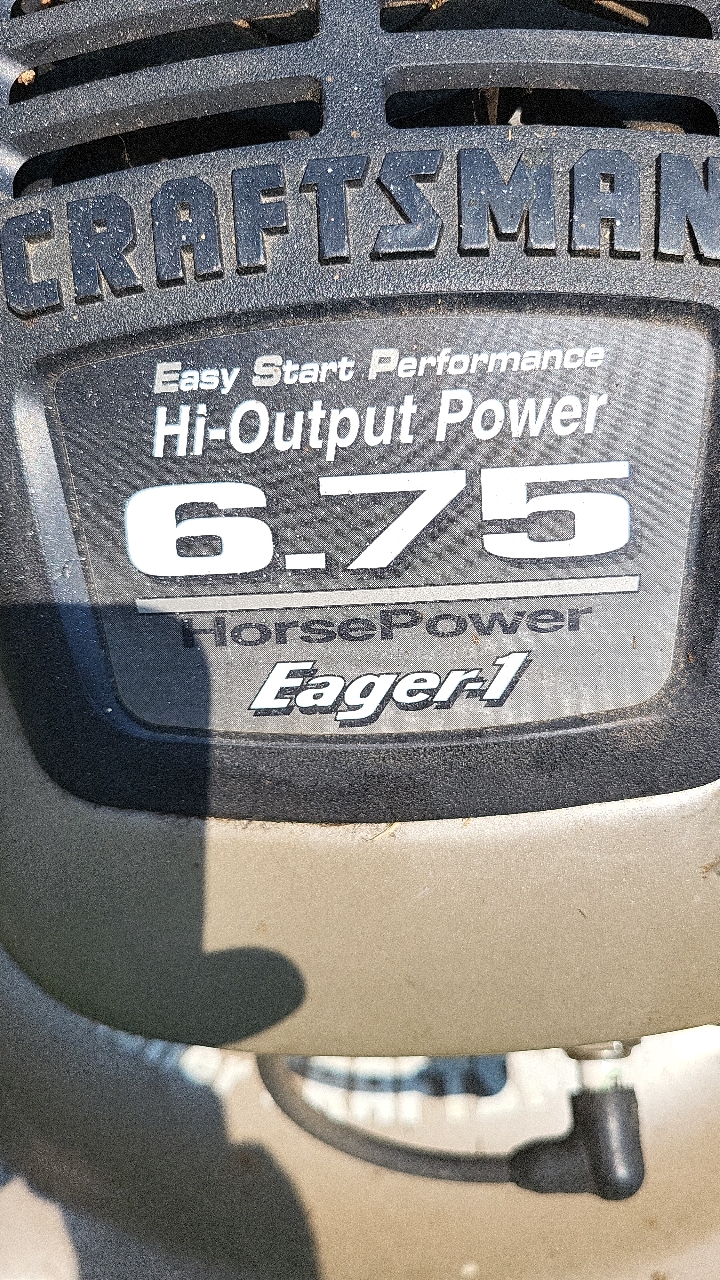 CRAFTSMAN
Easy Start Performance
Hi-Output Power
6.75
HorsePower
Eager-1